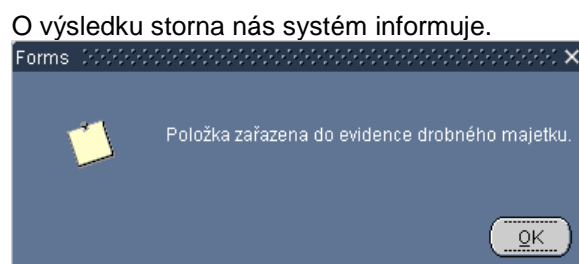 O výsledku storna nás systém informuje.
Forms
Položka zařazena do evidence drobného majetku.
OK